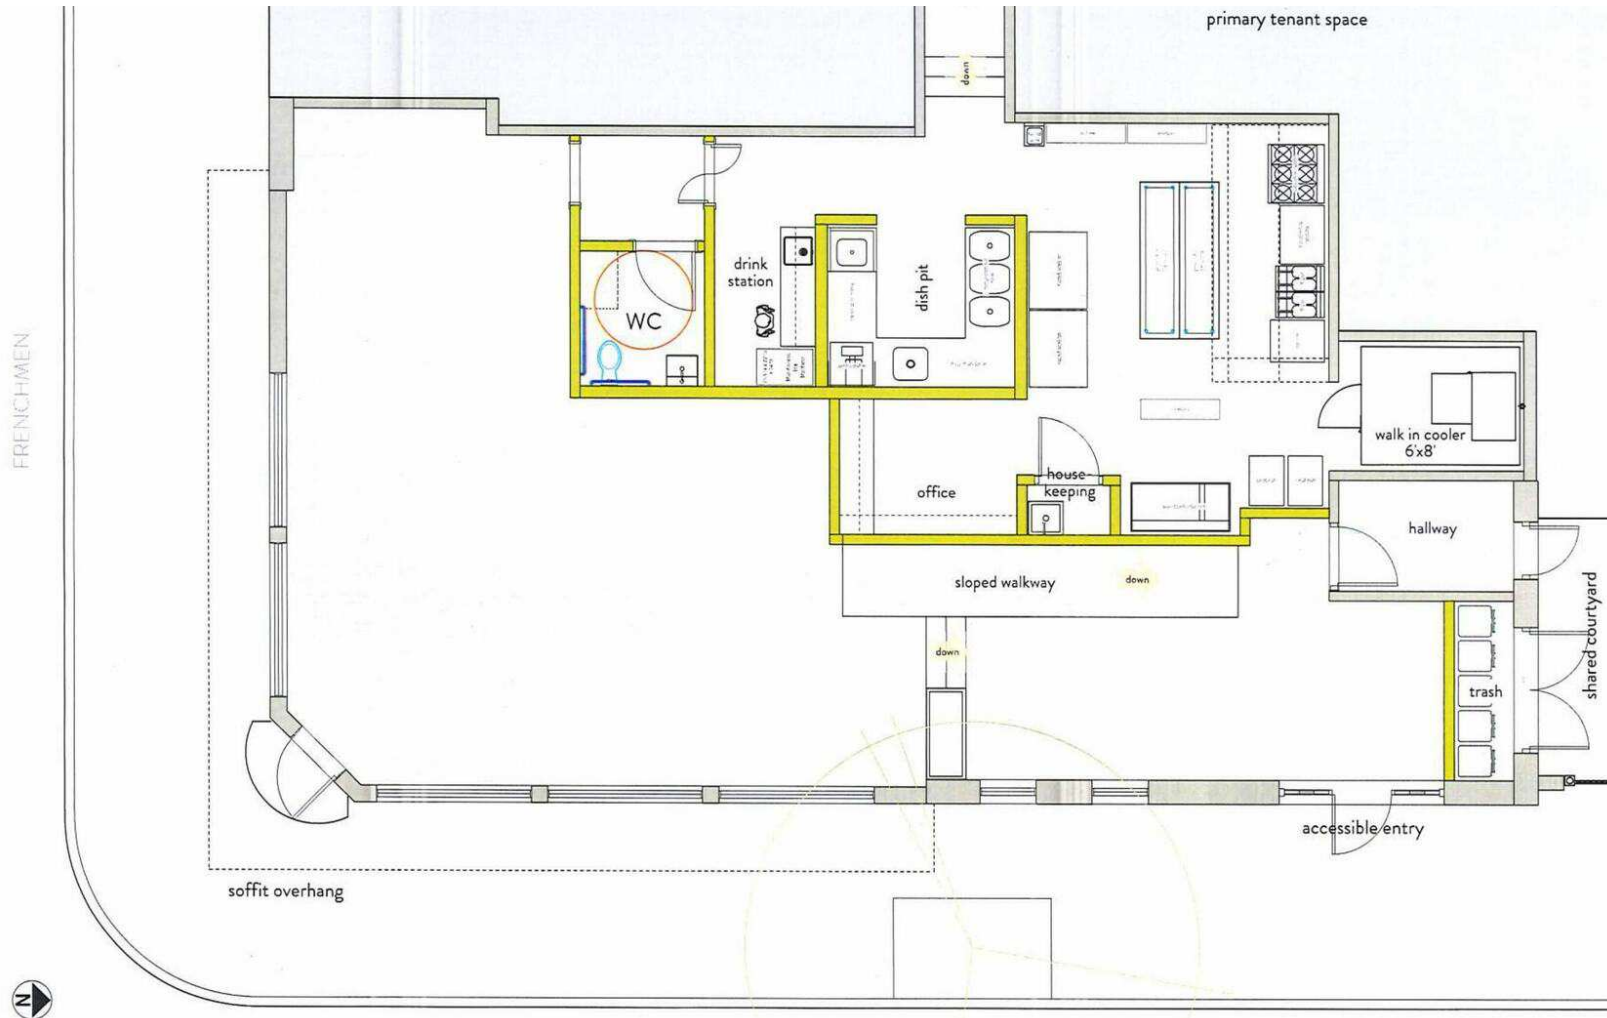 primary tenant space
down
drink
station
dish pit
WC
FRENCHMEN
walk in cooler
6'x8'
house-
keeping
office
hallway
sloped walkway
down
down
shared courtyard
trash
accessible entry
soffit overhang
N